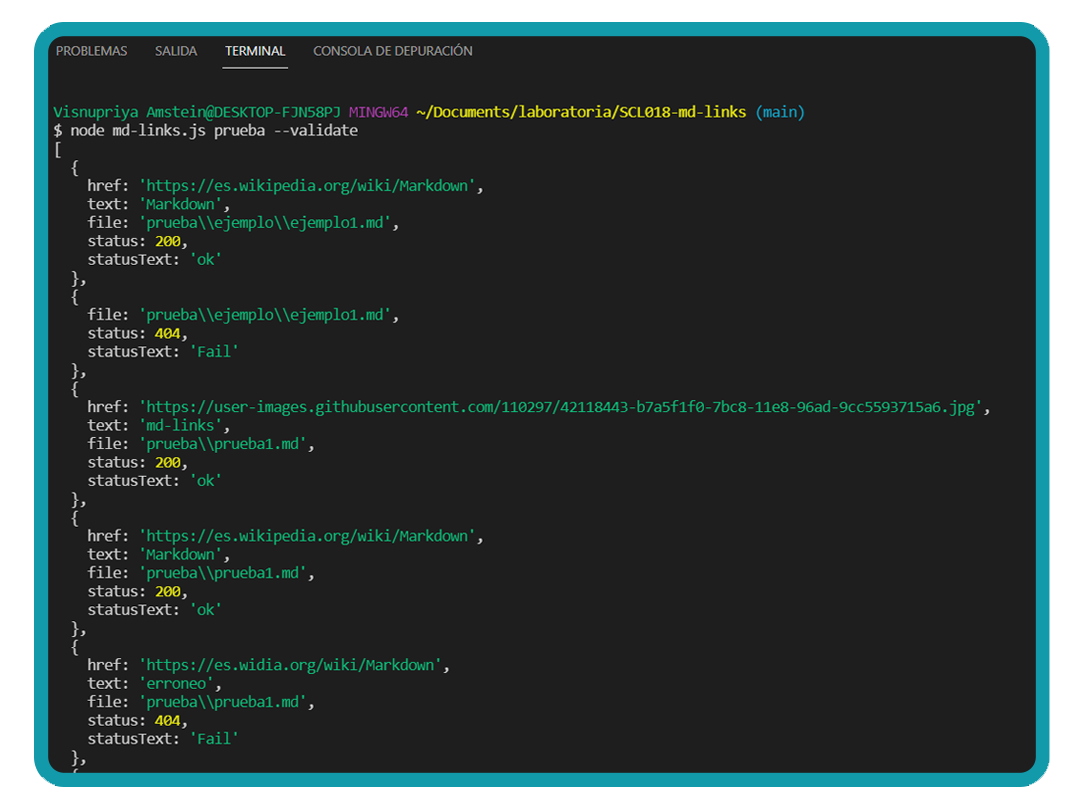 PROBLEMAS SALIDA TERMINAL CONSOLA DE DEPURACIÓN
Visnupriya Amstein@DESKTOP-FJN58PJ MINGW64 ~/Documents/laboratoria/SCL018-md-links (main)
$ node md-links.js prueba --validate
[
  {
    href: 'https://es.wikipedia.org/wiki/Markdown',
    text: 'Markdown',
    file: 'prueba\\ejemplo\\ejemplo1.md',
    status: 200,
    statusText: 'ok'
  },
  {
    file: 'prueba\\ejemplo\\ejemplo1.md',
    status: 404,
    statusText: 'Fail'
  },
  {
    href: 'https://user-images.githubusercontent.com/110297/42118443-b7a5f1f0-7bc8-11e8-96ad-9cc5593715a6.jpg',
    text: 'md-links',
    file: 'prueba\\prueba1.md',
    status: 200,
    statusText: 'ok'
  },
  {
    href: 'https://es.wikipedia.org/wiki/Markdown',
    text: 'Markdown',
    file: 'prueba\\prueba1.md',
    status: 200,
    statusText: 'ok'
  },
  {
    href: 'https://es.widia.org/wiki/Markdown',
    text: 'erroneo',
    file: 'prueba\\prueba1.md',
    status: 404,
    statusText: 'Fail'
  },
  {